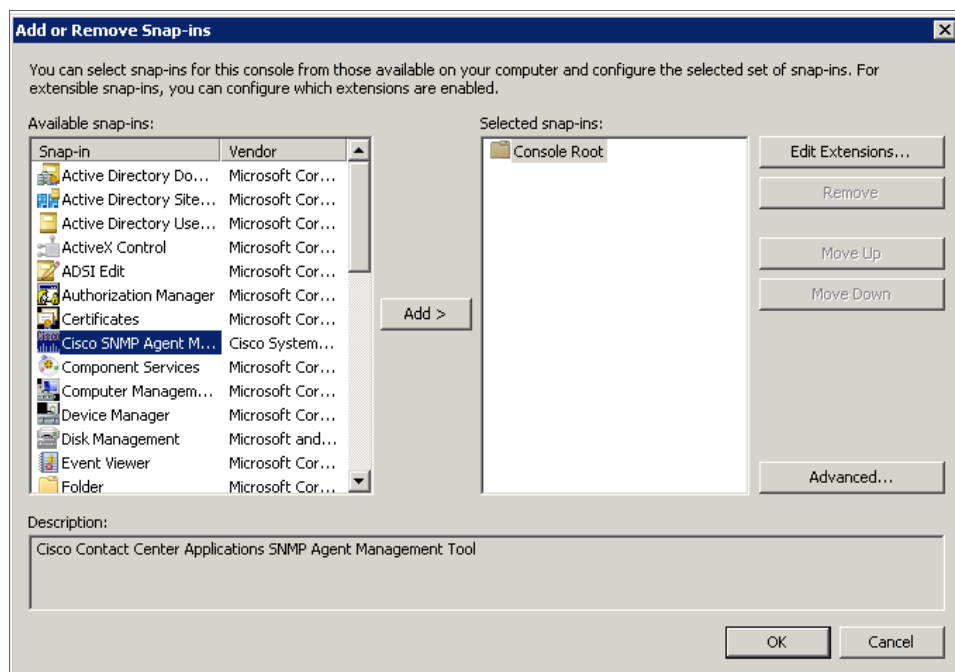 Add or Remove Snap-ins
You can select snap-ins for this console from those available on your computer and configure the selected set of snap-ins. For
extensible snap-ins, you can configure which extensions are enabled.
Available snap-ins:
Snap-in Vendor
Active Directory Do... Microsoft Cor...
Active Directory Site... Microsoft Cor...
Active Directory Use... Microsoft Cor...
ActiveX Control Microsoft Cor...
ADSI Edit Microsoft Cor...
Authorization Manager Microsoft Cor...
Certificates Microsoft Cor...
Cisco SNMP Agent M... Cisco System...
Component Services Microsoft Cor...
Computer Managem... Microsoft Cor...
Device Manager Microsoft Cor...
Disk Management Microsoft and...
Event Viewer Microsoft Cor...
Folder Microsoft Cor...
Add >
Selected snap-ins:
Console Root
Edit Extensions...
Remove
Move Up
Move Down
Advanced...
Description:
Cisco Contact Center Applications SNMP Agent Management Tool
OK Cancel